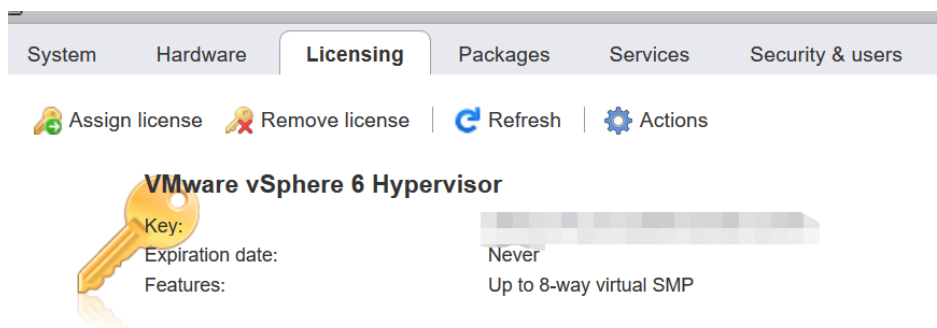 System Hardware Licensing Packages Services Security & users
Assign license Remove license Refresh Actions
VMware vSphere 6 Hypervisor
Key:
Expiration date: Never
Features: Up to 8-way virtual SMP